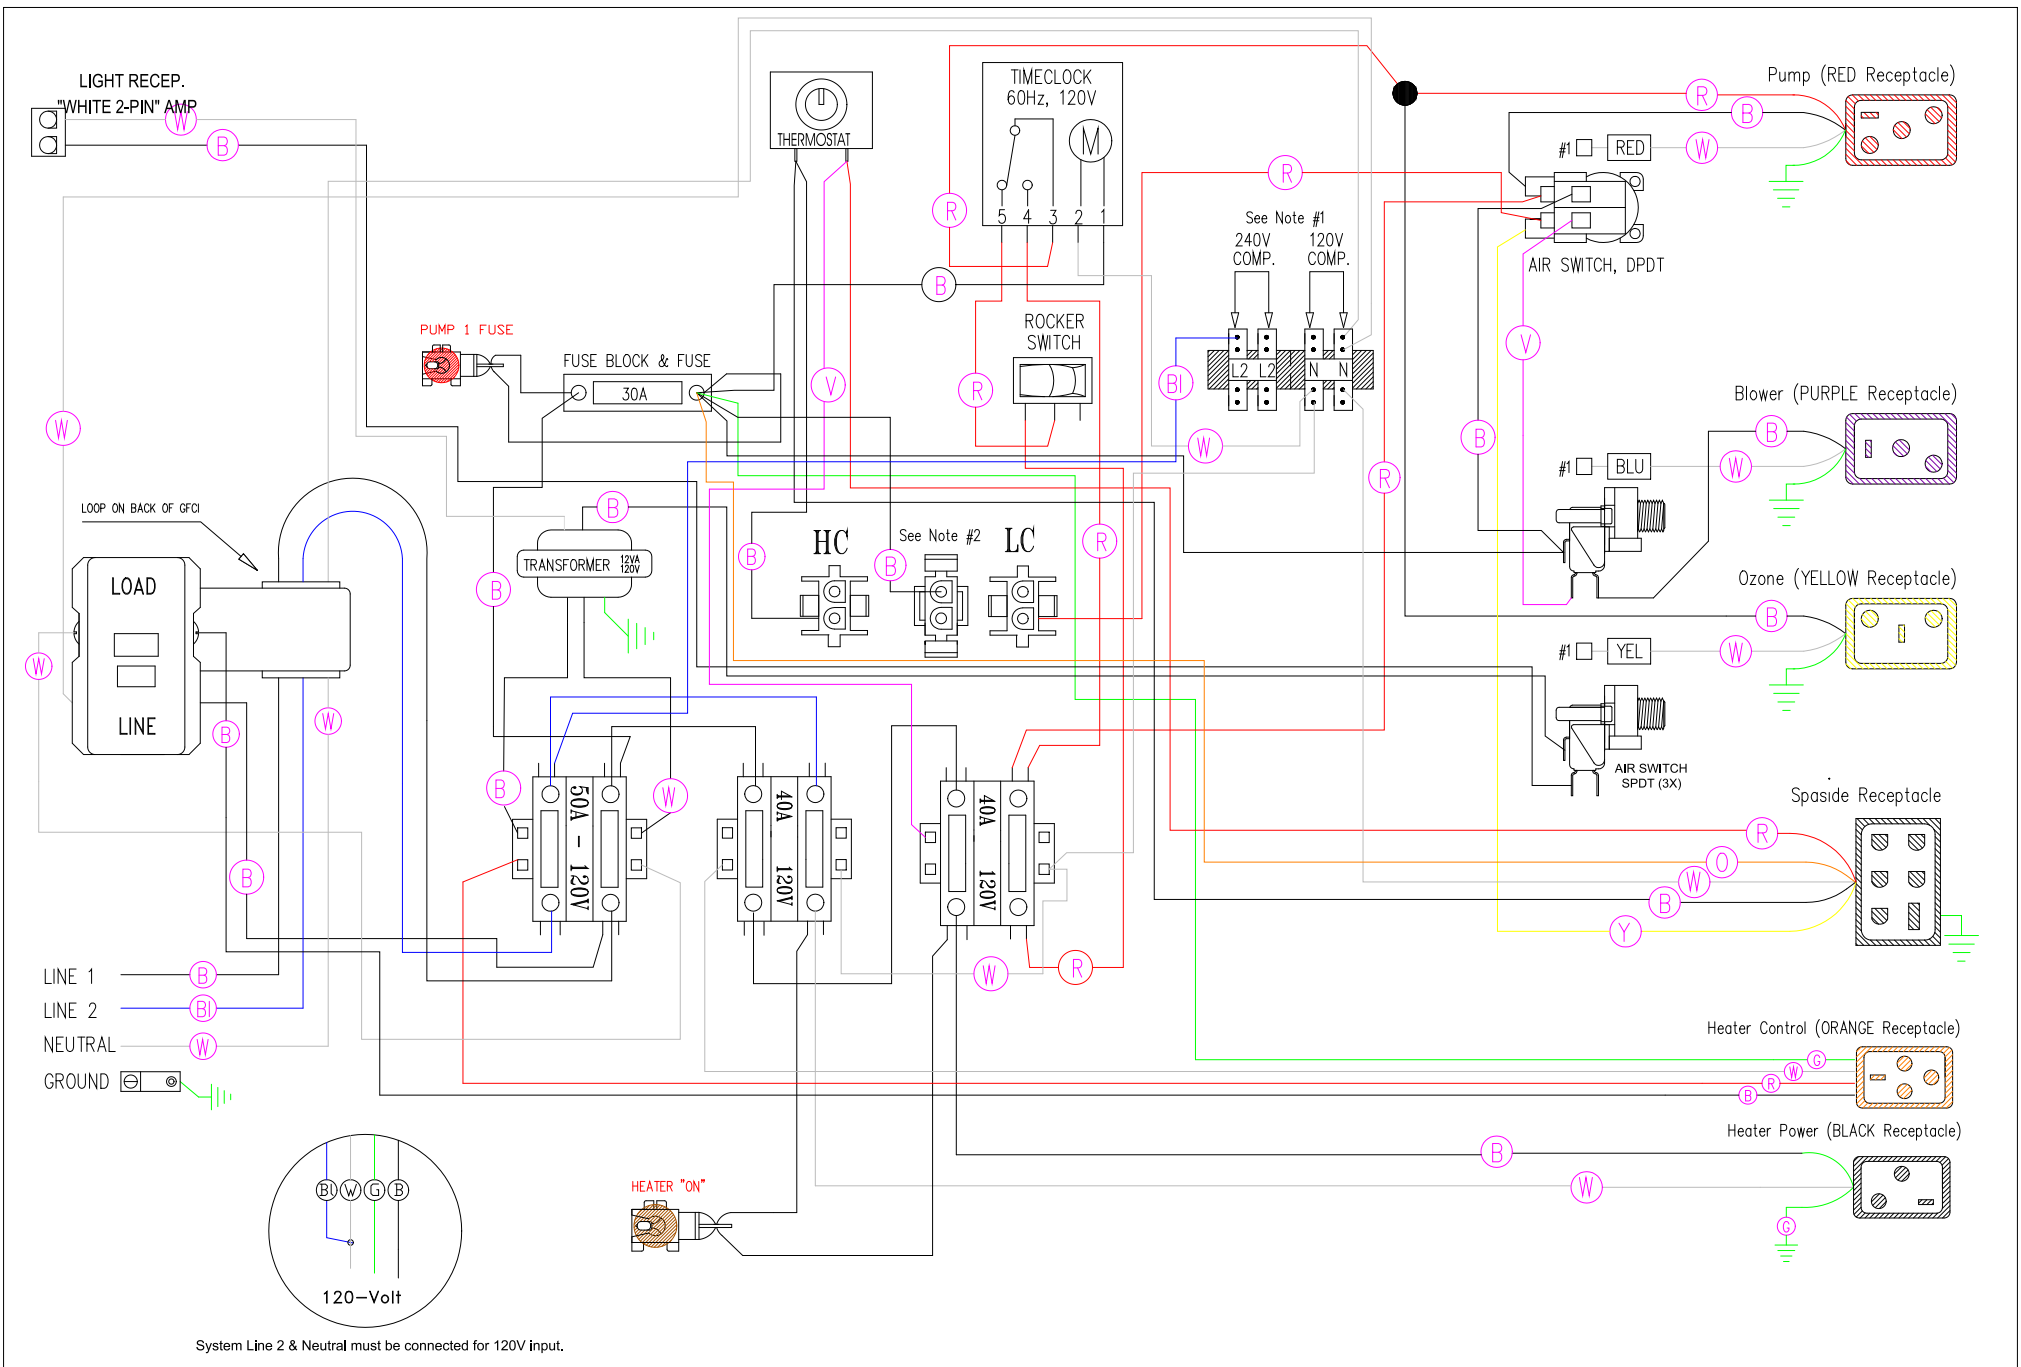 LIGHT RECEP.
"WHITE 2-PIN" AMP
W
B
THERMOSTAT
TIMECLOCK
60Hz, 120V
M
5 4 3 2 1
R
B
R
See Note #1
240V
COMP.
120V
COMP.
L2 L2 N N
ROCKER
SWITCH
R
Bl
W
V
PUMP 1 FUSE
FUSE BLOCK & FUSE
30A
Pump (RED Receptacle)
R
B
#1 RED W
AIR SWITCH, DPDT
V
B
R
Blower (PURPLE Receptacle)
B
#1 BLU W
Ozone (YELLOW Receptacle)
B
#1 YEL W
AIR SWITCH
SPDT (3X)
Spaside Receptacle
R
O
W
B
Y
W
LOOP ON BACK OF GFCI
LOAD
LINE
W
B
W
B
B
B
TRANSFORMER 12VA
120V
B
HC
See Note #2
B
LC
R
B
W
50A - 120V
40A 120V
40A 120V
W
R
LINE 1 B
LINE 2 Bl
NEUTRAL W
GROUND
Heater Control (ORANGE Receptacle)
G
W
R
B
Heater Power (BLACK Receptacle)
B
W
G
HEATER "ON"
Bl W G B
120-Volt
System Line 2 & Neutral must be connected for 120V input.